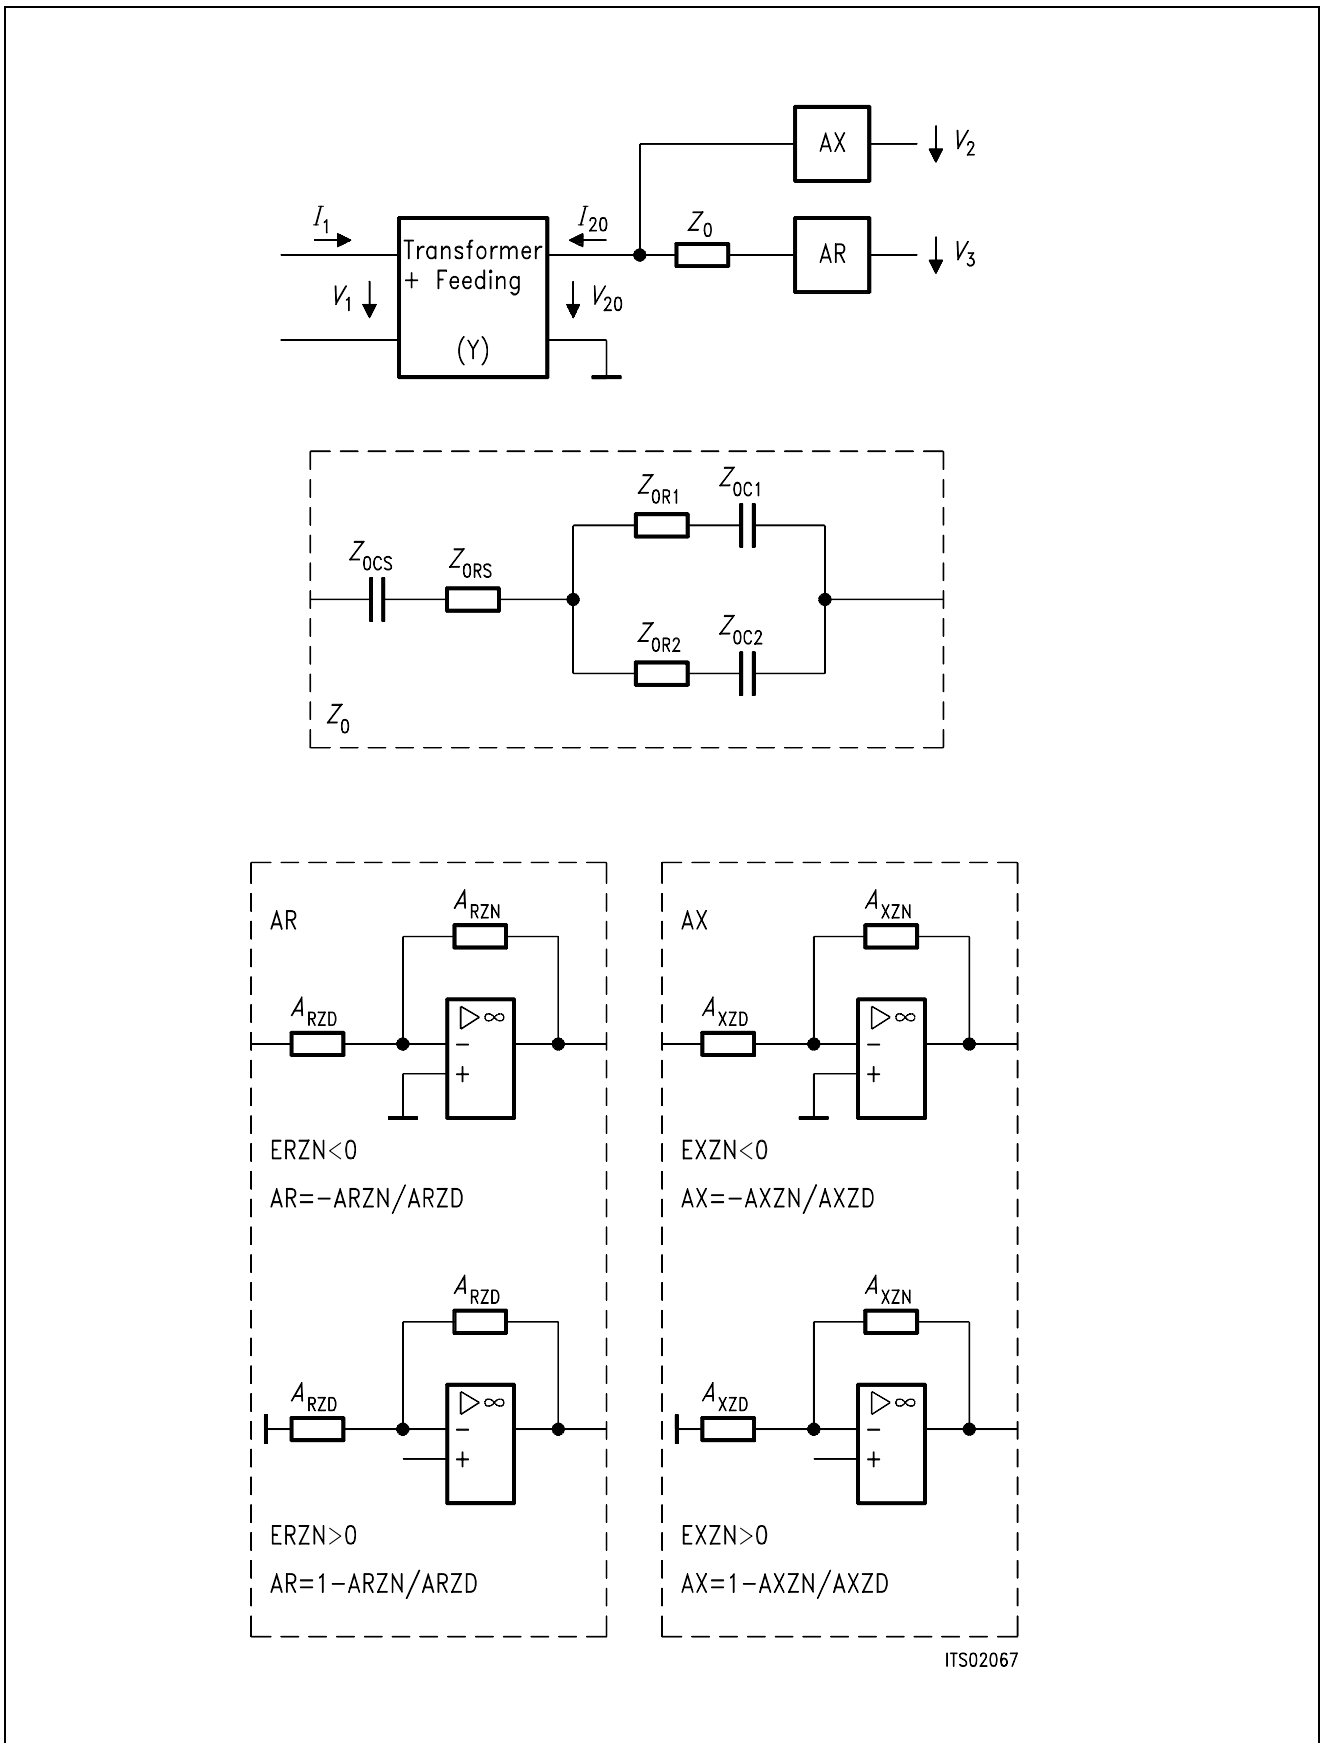 AX
V2
I1
I20
Z0
Transformer
+ Feeding
AR
V3
V1
V20
(Y)
Z0R1
Z0C1
Z0CS
Z0RS
Z0R2
Z0C2
Z0
AR
ARZN
ARZD
▷ ∞
−
+
ERZN<0
AR=−ARZN/ARZD
ARZD
ARZD
▷ ∞
−
+
ERZN>0
AR=1−ARZN/ARZD
AX
AXZN
AXZD
▷ ∞
−
+
EXZN<0
AX=−AXZN/AXZD
AXZN
AXZD
▷ ∞
−
+
EXZN>0
AX=1−AXZN/AXZD
ITS02067